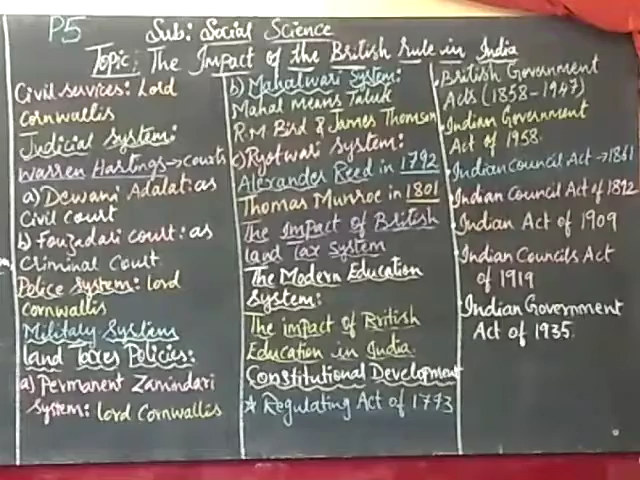 P5
Sub: Social Science
Topic: The Impact of the British rule in India
Civil services: Lord
Cornwallis
Judicial system:
Warren Hastings→courts
a) Dewani Adalat: as
Civil Court
b) Fouzadari court: as
Criminal Court
Police System: lord
cornwallis
Military System
land Taxes Policies:
a) Permanent Zamindari
System: lord Cornwallis
b) Mahalwari System:
Mahal means Taluk
R.M Bird & James Thomson
c) Ryotwari system:
Alexander Reed in 1792
Thomas Munroe in 1801
The Impact of British
land Tax System
The Modern Education
System:
The impact of British
Education in India
Constitutional Development
* Regulating Act of 1773
British Government
Acts (1858-1947)
Indian Government
Act of 1958.
Indian Council Act →1861
Indian Council Act of 1892
Indian Act of 1909
Indian Councils Act
of 1919
Indian Government
Act of 1935.